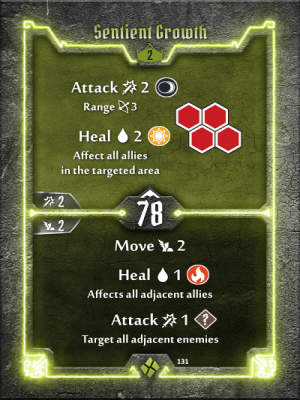 Sentient Growth
2
Attack 2
Range 3
Heal 2
Affect all allies
in the targeted area
2
78
2
Move 2
Heal 1
Affects all adjacent allies
Attack 1 ?
Target all adjacent enemies
131